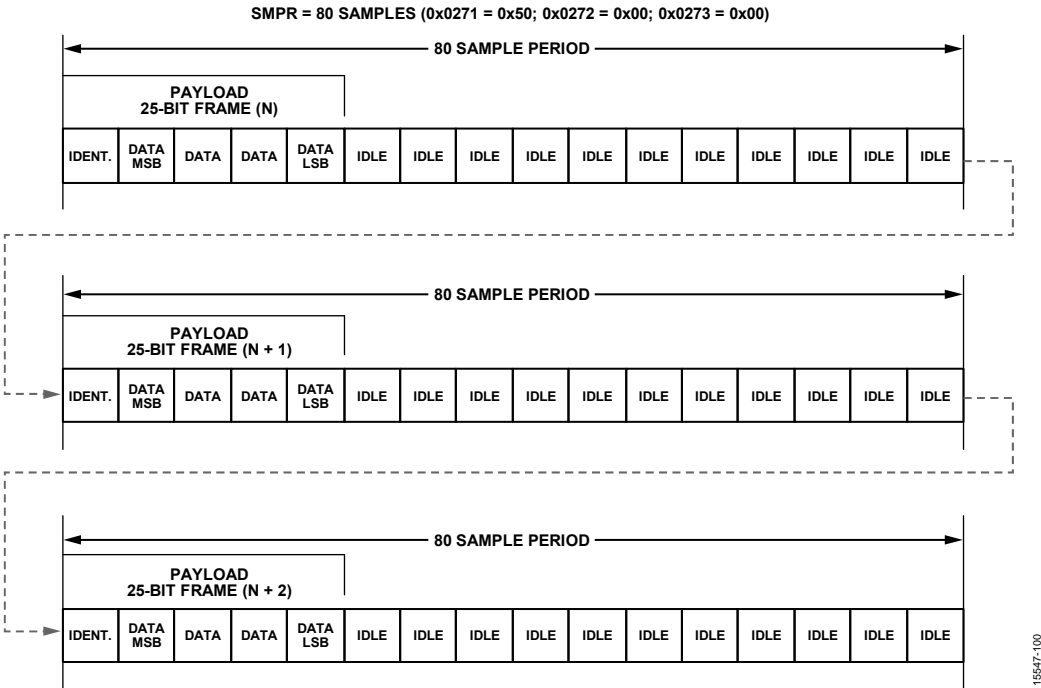 SMPR = 80 SAMPLES (0x0271 = 0x50; 0x0272 = 0x00; 0x0273 = 0x00)
80 SAMPLE PERIOD
PAYLOAD
25-BIT FRAME (N)
IDENT. DATA MSB DATA DATA DATA LSB IDLE IDLE IDLE IDLE IDLE IDLE IDLE IDLE IDLE IDLE IDLE
80 SAMPLE PERIOD
PAYLOAD
25-BIT FRAME (N + 1)
IDENT. DATA MSB DATA DATA DATA LSB IDLE IDLE IDLE IDLE IDLE IDLE IDLE IDLE IDLE IDLE IDLE
80 SAMPLE PERIOD
PAYLOAD
25-BIT FRAME (N + 2)
IDENT. DATA MSB DATA DATA DATA LSB IDLE IDLE IDLE IDLE IDLE IDLE IDLE IDLE IDLE IDLE IDLE
15547-100